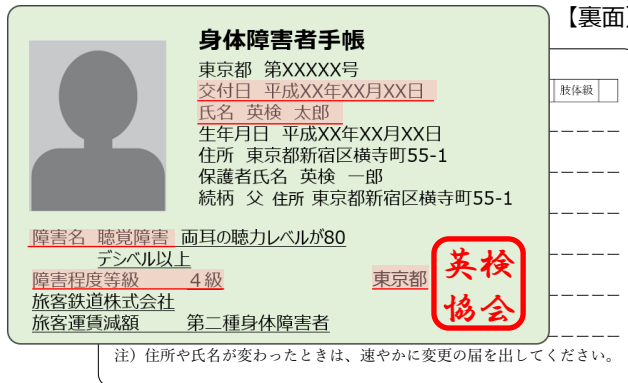 【裏面】
身体障害者手帳
東京都 第XXXXX号
交付日 平成XX年XX月XX日
氏名 英検 太郎
生年月日 平成XX年XX月XX日
住所 東京都新宿区横寺町55-1
保護者氏名 英検 一郎
続柄 父 住所 東京都新宿区横寺町55-1
障害名 聴覚障害 両耳の聴力レベルが80
デシベル以上
障害程度等級 4級 東京都
英検
協会
旅客鉄道株式会社
旅客運賃減額 第二種身体障害者
肢体級
注）住所や氏名が変わったときは、速やかに変更の届を出してください。